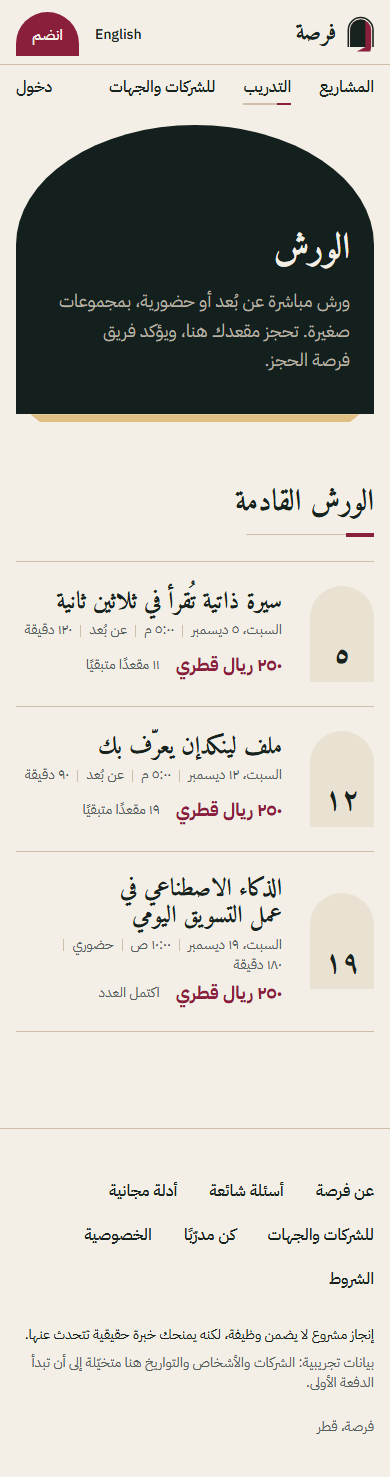 فرصة
English
انضم
المشاريع
التدريب
للشركات والجهات
دخول
الورش
ورش مباشرة عن بُعد أو حضورية، بمجموعات
صغيرة. تحجز مقعدك هنا، ويؤكد فريق
فرصة الحجز.
الورش القادمة
٥
سيرة ذاتية تُقرأ في ثلاثين ثانية
السبت، ٥ ديسمبر | ٥:٠٠ م | عن بُعد | ١٢٠ دقيقة
٢٥٠ ريال قطري ١١ مقعدًا متبقيًا
١٢
ملف لينكدإن يعرّف بك
السبت، ١٢ ديسمبر | ٥:٠٠ م | عن بُعد | ٩٠ دقيقة
٢٥٠ ريال قطري ١٩ مقعدًا متبقيًا
١٩
الذكاء الاصطناعي في
عمل التسويق اليومي
السبت، ١٩ ديسمبر | ١٠:٠٠ ص | حضوري |
١٨٠ دقيقة
٢٥٠ ريال قطري اكتمل العدد
عن فرصة أسئلة شائعة أدلة مجانية
للشركات والجهات كن مدرّبًا الخصوصية
الشروط
إنجاز مشروع لا يضمن وظيفة، لكنه يمنحك خبرة حقيقية تتحدث عنها.
بيانات تجريبية: الشركات والأشخاص والتواريخ هنا متخيّلة إلى أن تبدأ
الدفعة الأولى.
فرصة، قطر